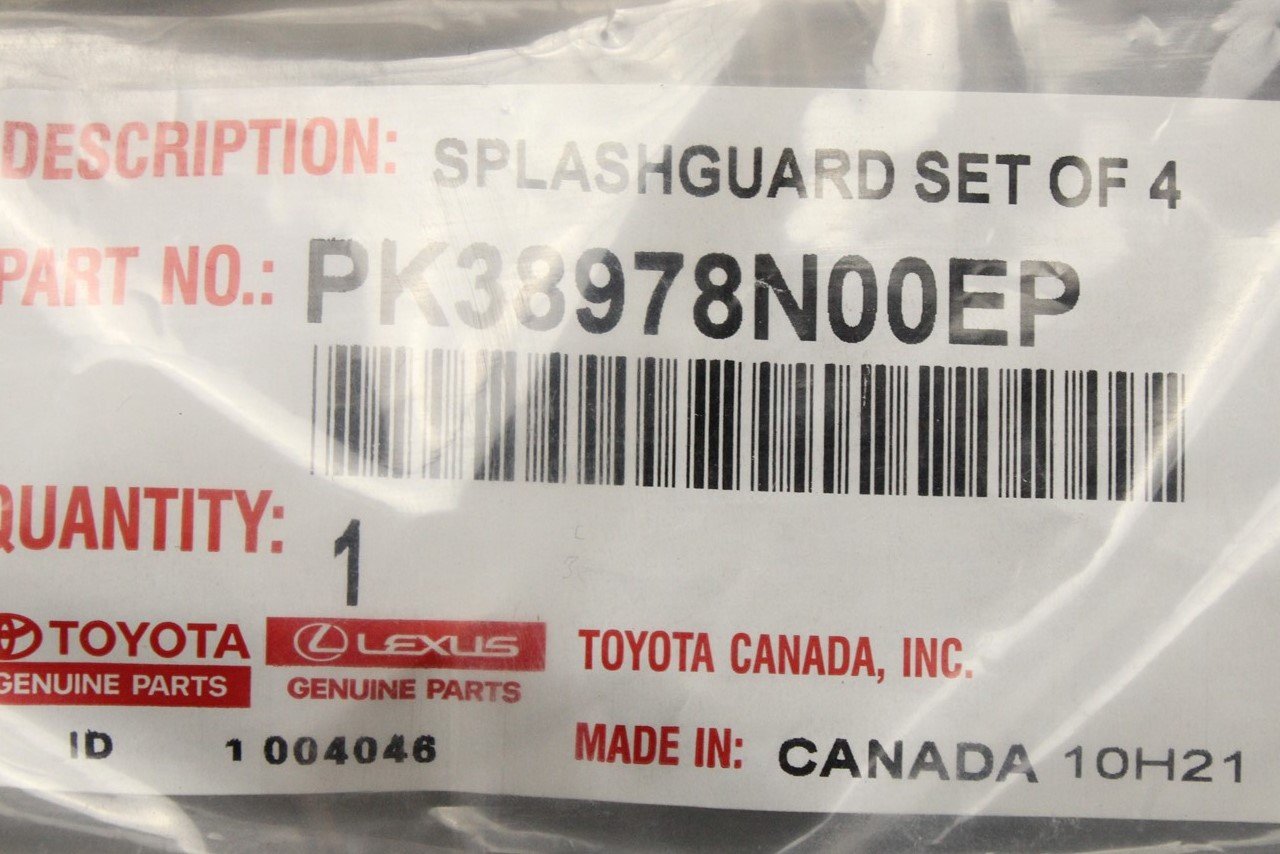 DESCRIPTION: SPLASHGUARD SET OF 4
PART NO.: PK38978N00EP
QUANTITY: 1
TOYOTA LEXUS TOYOTA CANADA, INC.
GENUINE PARTS GENUINE PARTS
ID 1 004046 MADE IN: CANADA 10H21